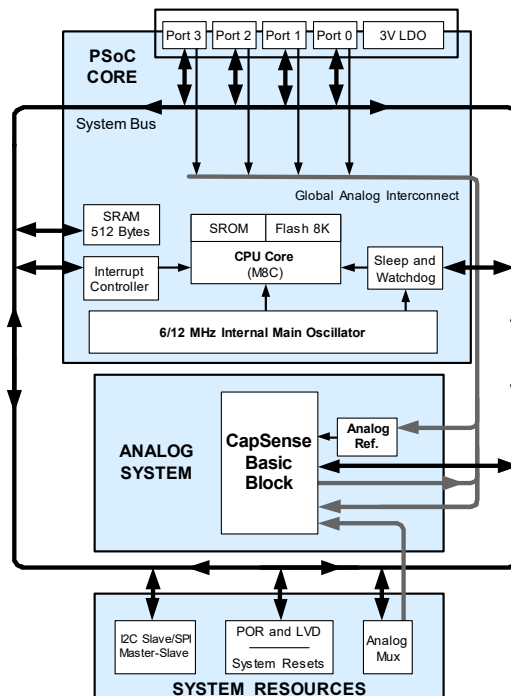 Port 3 Port 2 Port 1 Port 0 3V LDO
PSoC
CORE
System Bus
Global Analog Interconnect
SRAM
512 Bytes
SROM Flash 8K
CPU Core
(M8C)
Interrupt
Controller
Sleep and
Watchdog
6/12 MHz Internal Main Oscillator
ANALOG
SYSTEM
CapSense
Basic
Block
Analog
Ref.
I2C Slave/SPI
Master-Slave
POR and LVD
System Resets
Analog
Mux
SYSTEM RESOURCES